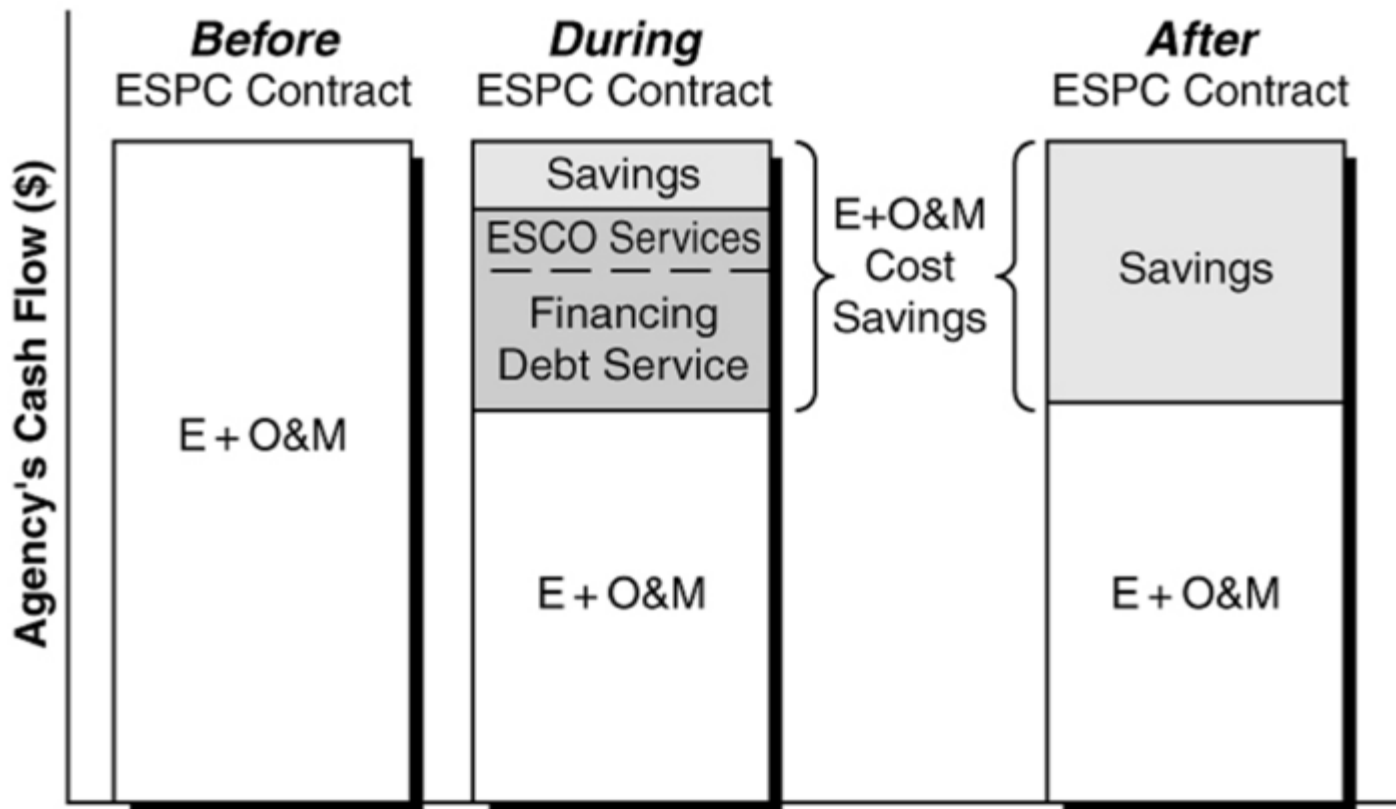 Before
ESPC Contract
During
ESPC Contract
After
ESPC Contract
Agency's Cash Flow ($)
E + O&M
Savings
ESCO Services
Financing
Debt Service
E + O&M
E+O&M
Cost
Savings
Savings
E + O&M